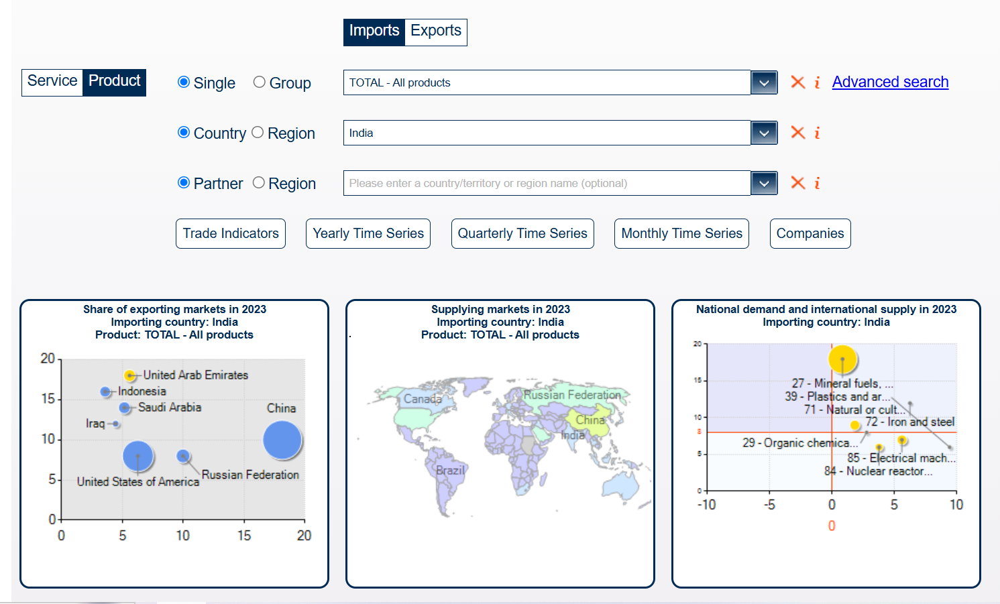 Imports Exports
Service Product
Single Group
TOTAL - All products
Advanced search
Country Region
India
Partner Region
Please enter a country/territory or region name (optional)
Trade Indicators
Yearly Time Series
Quarterly Time Series
Monthly Time Series
Companies
Share of exporting markets in 2023
Importing country: India
Product: TOTAL - All products
20
15
10
5
0
United Arab Emirates
Indonesia
Saudi Arabia
China
Iraq
Russian Federation
United States of America
0 5 10 15 20
Supplying markets in 2023
Importing country: India
Product: TOTAL - All products
Canada
Russian Federation
China
India
Brazil
National demand and international supply in 2023
Importing country: India
20
15
10
8
5
0
27 - Mineral fuels, ...
39 - Plastics and ar...
71 - Natural or cult...
72 - Iron and steel
29 - Organic chemica...
85 - Electrical mach...
84 - Nuclear reactor...
-10 -5 0 5 10
0